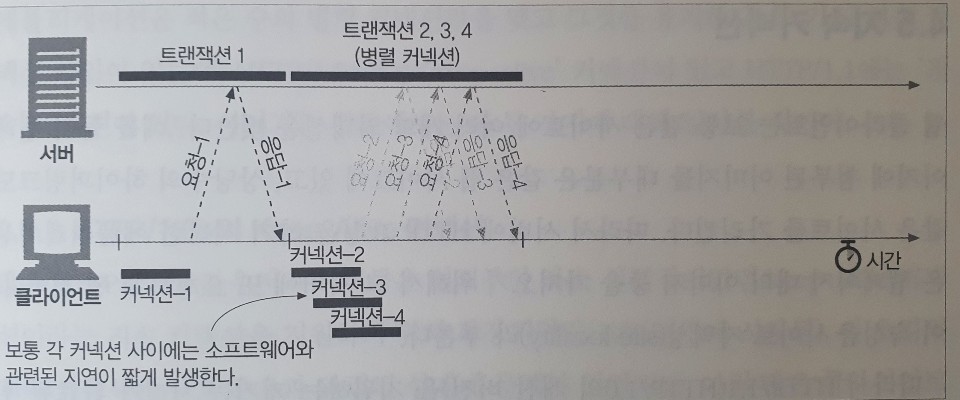 트랜잭션 1
트랜잭션 2, 3, 4
(병렬 커넥션)
서버
요청-1
응답-1
요청-2
요청-3
요청-4
응답-3
응답-4
클라이언트
커넥션-1
커넥션-2
커넥션-3
커넥션-4
시간
보통 각 커넥션 사이에는 소프트웨어와
관련된 지연이 짧게 발생한다.